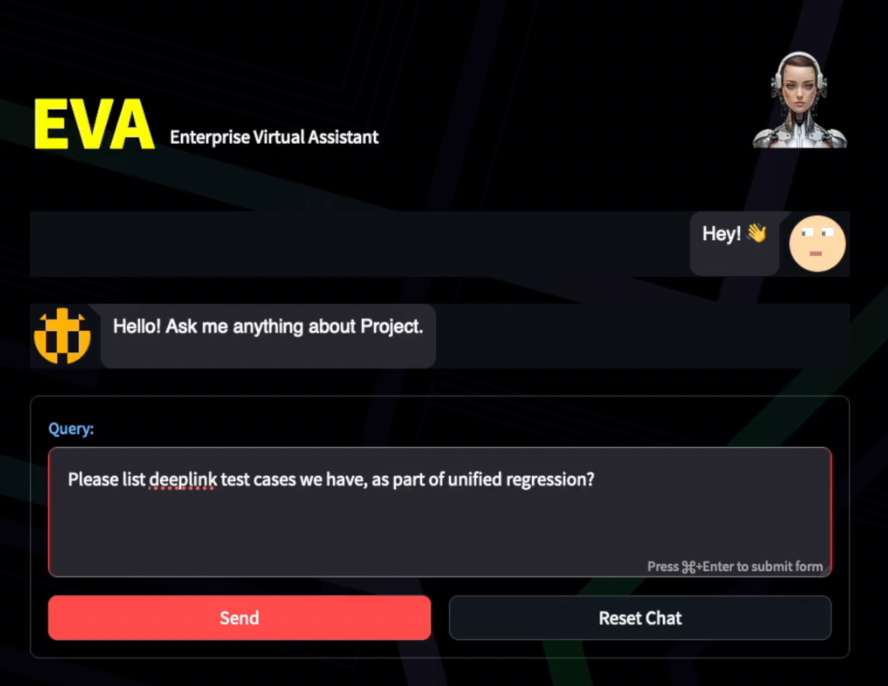 EVA Enterprise Virtual Assistant
Hey! 👋
Hello! Ask me anything about Project.
Query:
Please list deeplink test cases we have, as part of unified regression?
Press ⌘+Enter to submit form
Send
Reset Chat